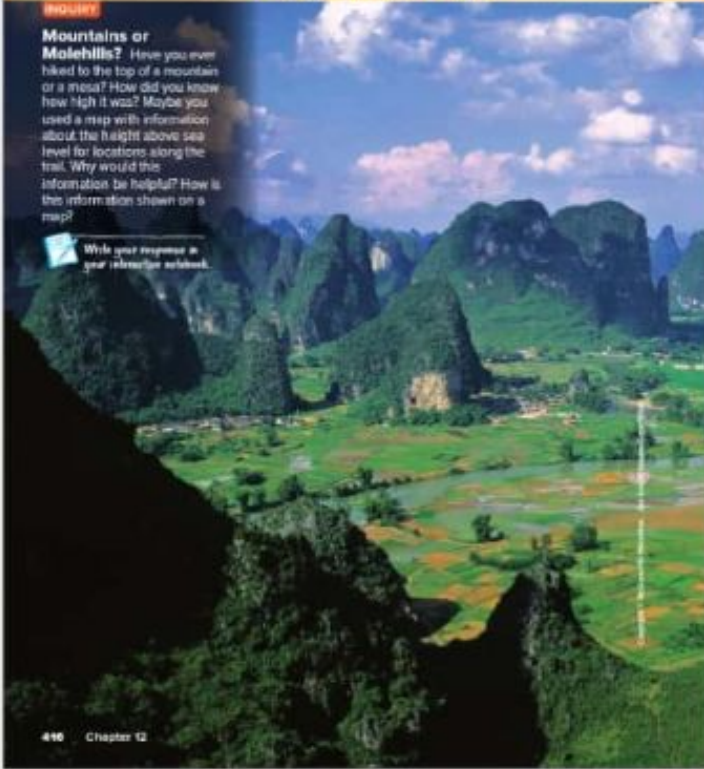 INQUIRY
Mountains or
Molehills? Have you ever
hiked to the top of a mountain
or a mesa? How did you know
how high it was? Maybe you
used a map with information
about the height above sea
level for locations along the
trail. Why would this
information be helpful? How is
this information shown on a
map?
Write your response in
your interactive notebook.
416 Chapter 12